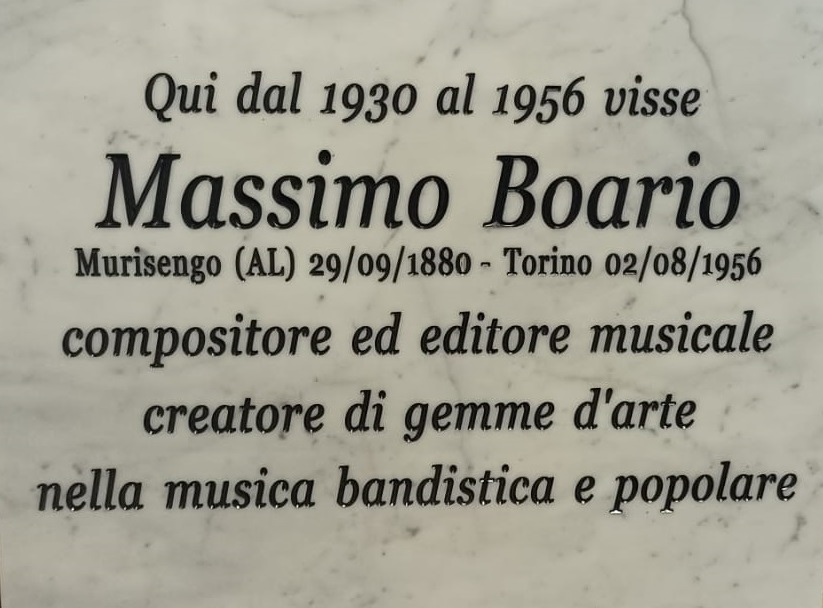 Qui dal 1930 al 1956 visse
Massimo Boario
Murisengo (AL) 29/09/1880 - Torino 02/08/1956
compositore ed editore musicale
creatore di gemme d'arte
nella musica bandistica e popolare